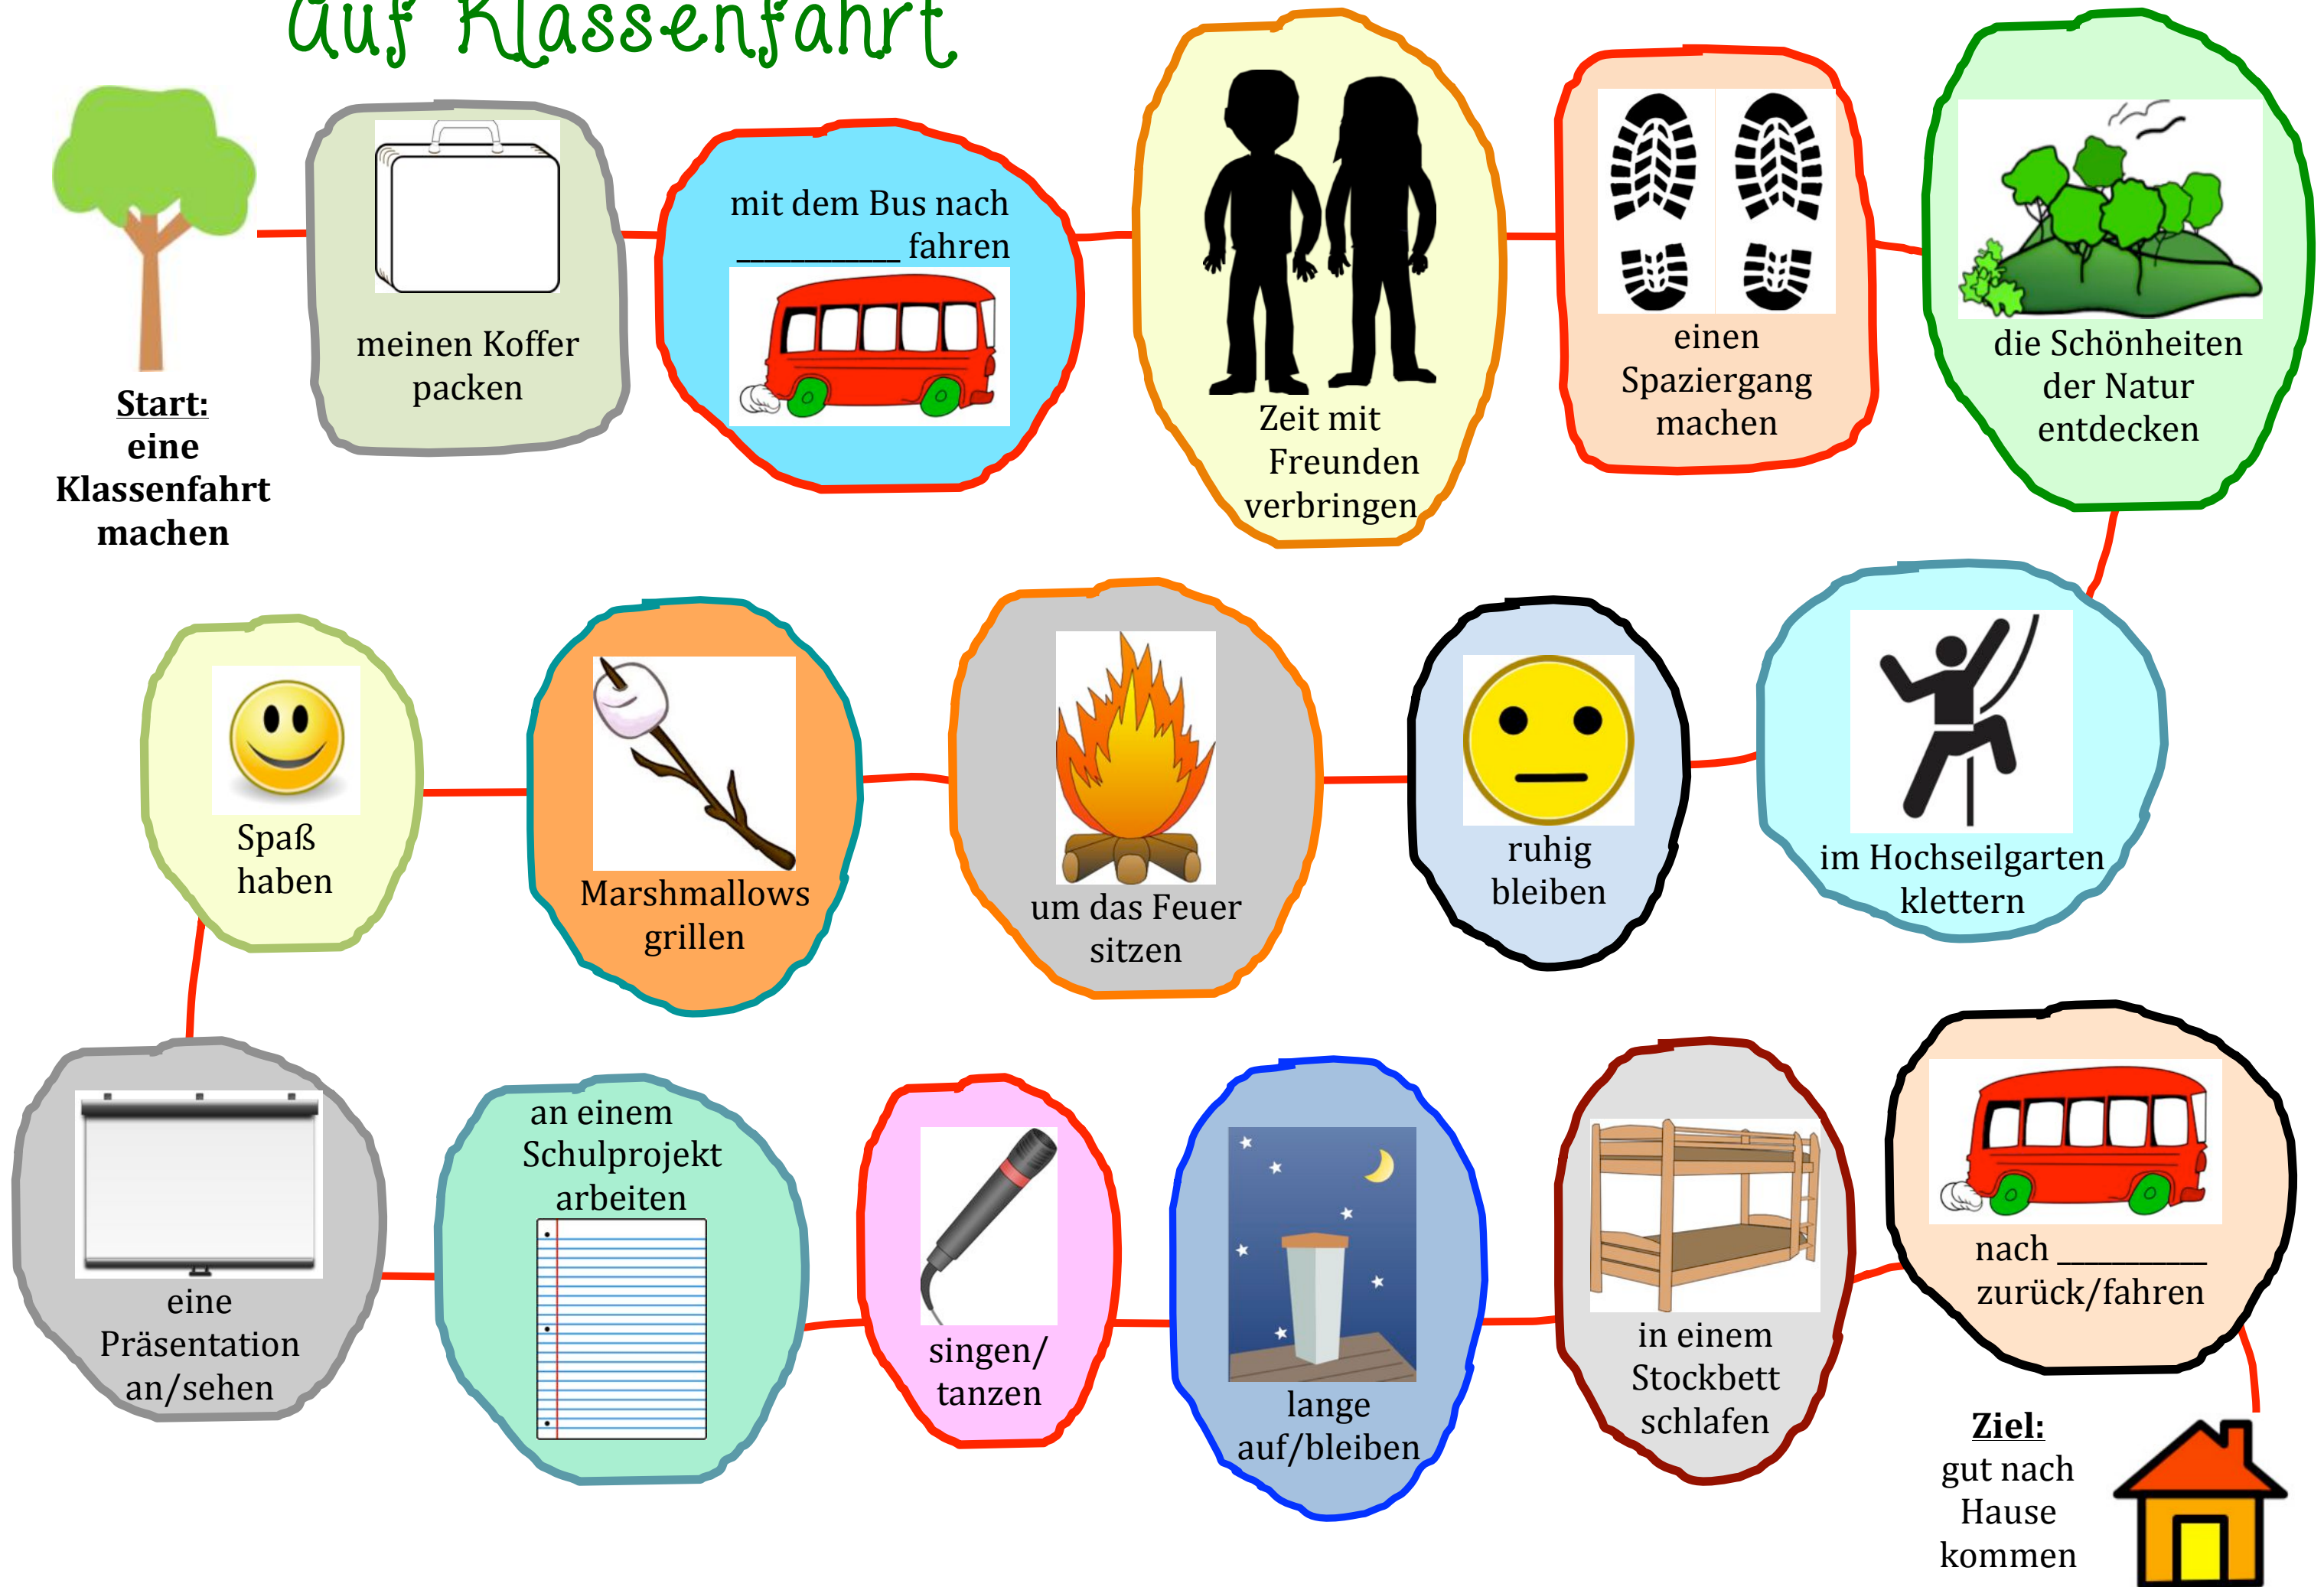 auf Klassenfahrt
Start:
eine
Klassenfahrt
machen
meinen Koffer
packen
mit dem Bus nach
____________ fahren
Zeit mit
Freunden
verbringen
einen
Spaziergang
machen
die Schönheiten
der Natur
entdecken
im Hochseilgarten
klettern
ruhig
bleiben
um das Feuer
sitzen
Marshmallows
grillen
Spaß
haben
eine
Präsentation
an/sehen
an einem
Schulprojekt
arbeiten
singen/
tanzen
lange
auf/bleiben
in einem
Stockbett
schlafen
nach ___________
zurück/fahren
Ziel:
gut nach
Hause
kommen